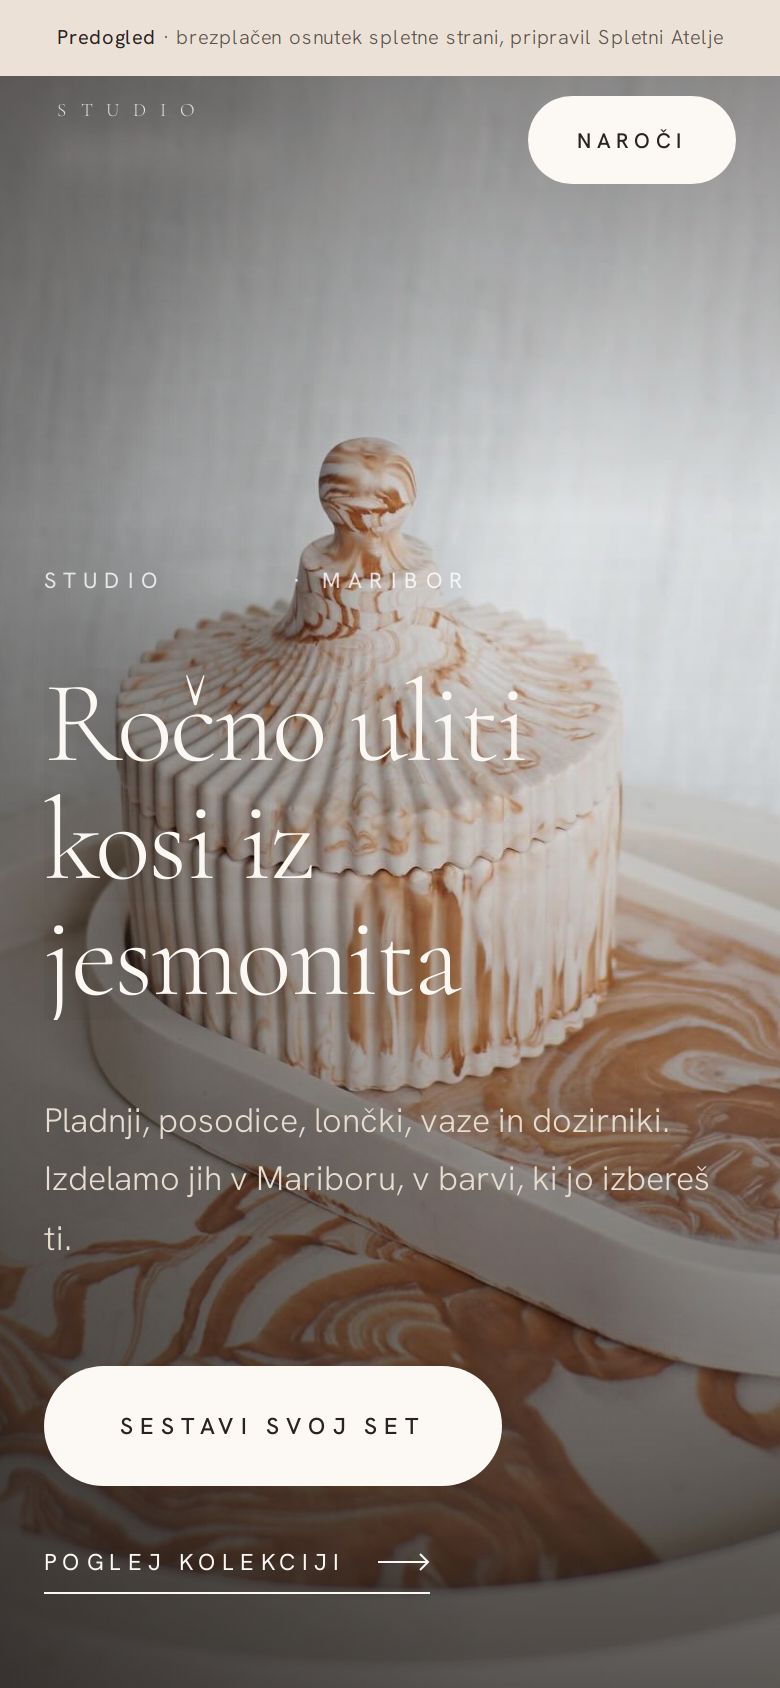 Predogled · brezplačen osnutek spletne strani, pripravil Spletni Atelje
STUDIO
NAROČI
STUDIO · MARIBOR
Ročno uliti
kosi iz
jesmonita
Pladnji, posodice, lončki, vaze in dozirniki.
Izdelamo jih v Mariboru, v barvi, ki jo izbereš
ti.
SESTAVI SVOJ SET
POGLEJ KOLEKCIJI